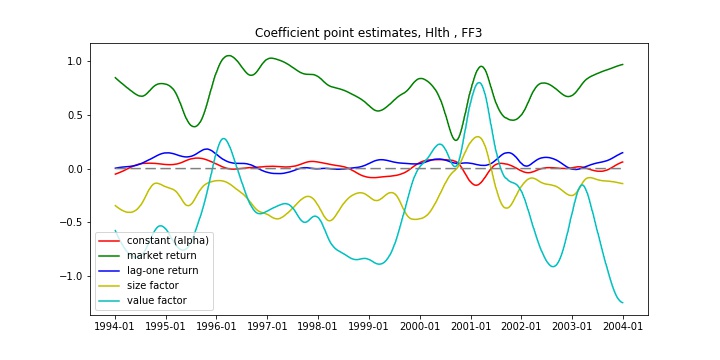 Coefficient point estimates, Hlth , FF3
1.0
0.5
0.0
−0.5
−1.0
constant (alpha)
market return
lag-one return
size factor
value factor
1994-01 1995-01 1996-01 1997-01 1998-01 1999-01 2000-01 2001-01 2002-01 2003-01 2004-01